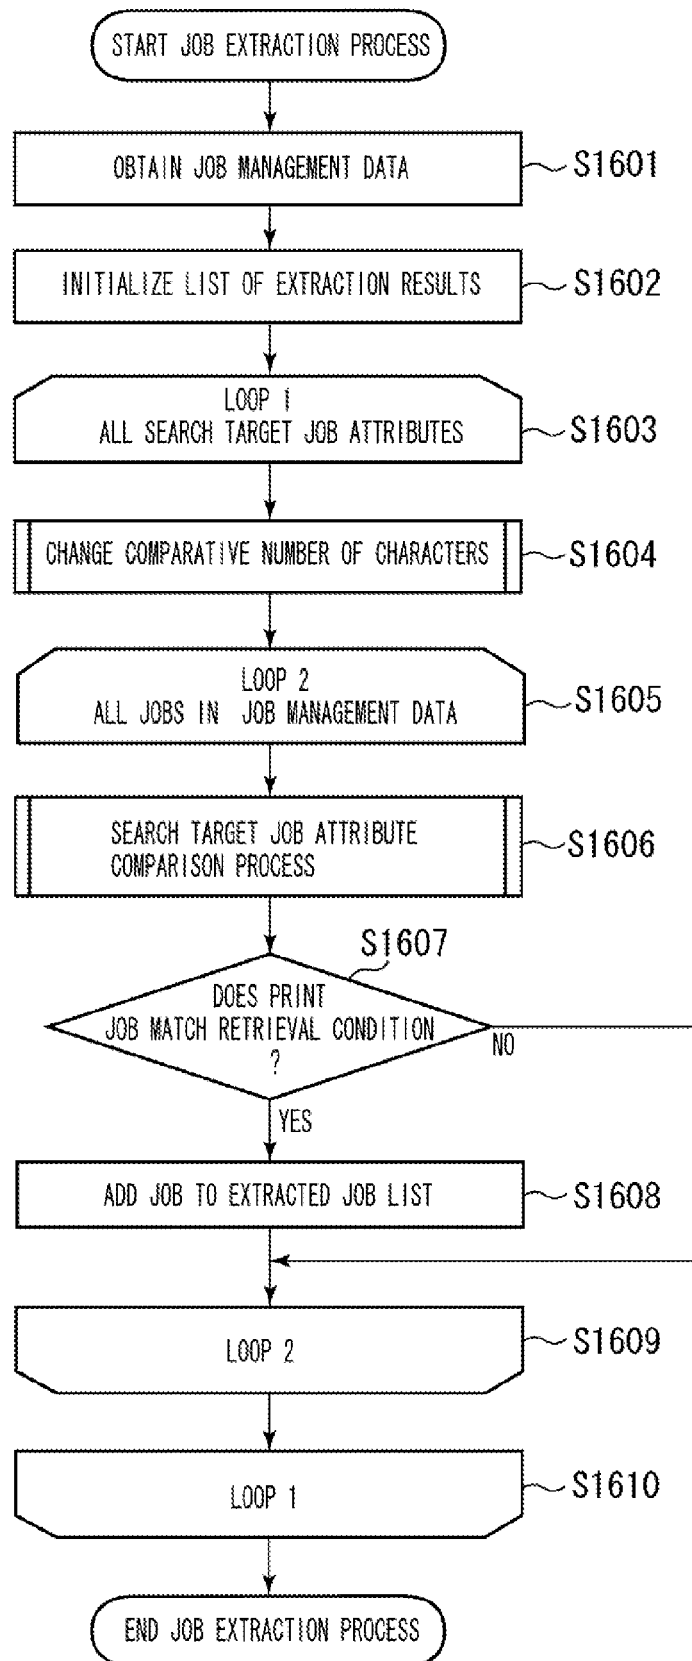 START JOB EXTRACTION PROCESS
OBTAIN JOB MANAGEMENT DATA
S1601
INITIALIZE LIST OF EXTRACTION RESULTS
S1602
LOOP 1
ALL SEARCH TARGET JOB ATTRIBUTES
S1603
CHANGE COMPARATIVE NUMBER OF CHARACTERS
S1604
LOOP 2
ALL JOBS IN JOB MANAGEMENT DATA
S1605
SEARCH TARGET JOB ATTRIBUTE
COMPARISON PROCESS
S1606
S1607
DOES PRINT
JOB MATCH RETRIEVAL CONDITION
?
NO
YES
ADD JOB TO EXTRACTED JOB LIST
S1608
LOOP 2
S1609
LOOP 1
S1610
END JOB EXTRACTION PROCESS